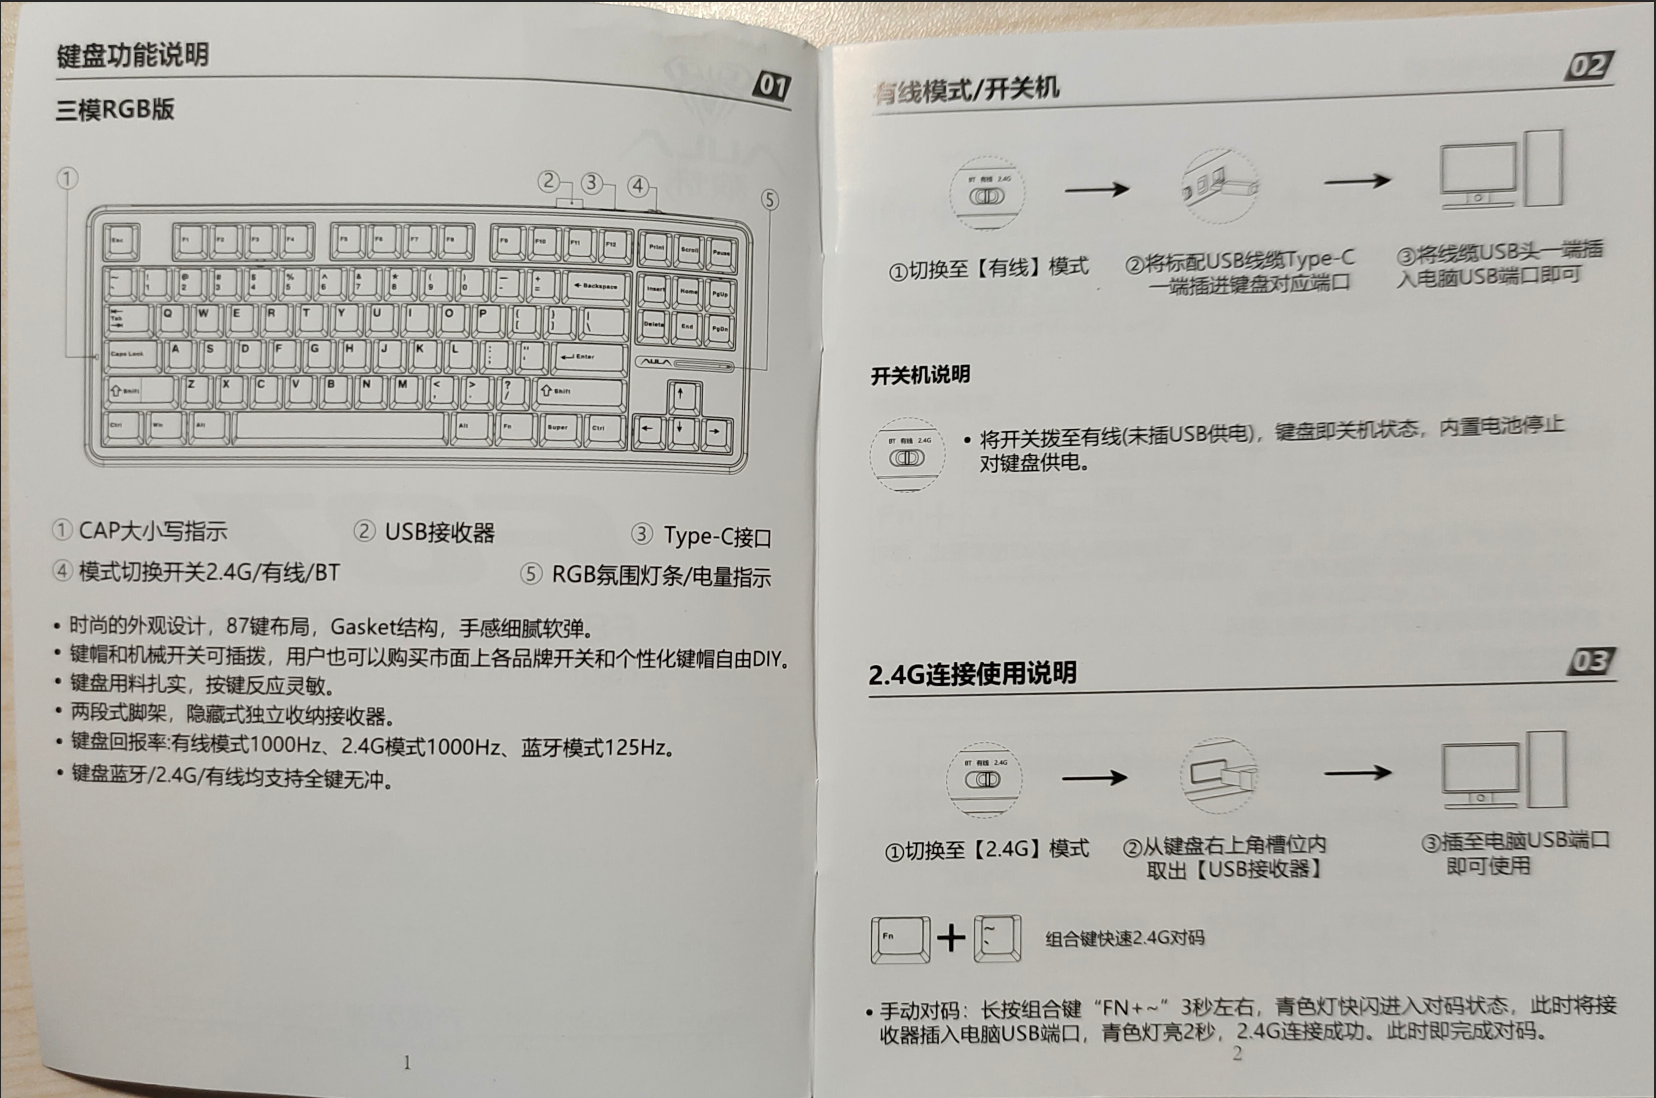 键盘功能说明
01
三模RGB版
① ② ③ ④ ⑤
Esc F1 F2 F3 F4 F5 F6 F7 F8 F9 F10 F11 F12 Print Scroll Pause
~ ` ! 1 @ 2 # 3 $ 4 % 5 ^ 6 & 7 * 8 ( 9 ) 0 — - + = ←Backspace Insert Home PgUp
Tab Q W E R T Y U I O P { [ } ] | \ Delete End PgDn
Caps Lock A S D F G H J K L : ; " ' Enter AULA
Shift Z X C V B N M < , > . ? / Shift ↑
Ctrl Win Alt Alt Fn Super Ctrl ← ↓ →
① CAP大小写指示 ② USB接收器 ③ Type-C接口
④ 模式切换开关2.4G/有线/BT ⑤ RGB氛围灯条/电量指示
• 时尚的外观设计，87键布局，Gasket结构，手感细腻软弹。
• 键帽和机械开关可插拨，用户也可以购买市面上各品牌开关和个性化键帽自由DIY。
• 键盘用料扎实，按键反应灵敏。
• 两段式脚架，隐藏式独立收纳接收器。
• 键盘回报率:有线模式1000Hz、2.4G模式1000Hz、蓝牙模式125Hz。
• 键盘蓝牙/2.4G/有线均支持全键无冲。
1
有线模式/开关机
02
BT 有线 2.4G
①切换至【有线】模式
②将标配USB线缆Type-C
一端插进键盘对应端口
③将线缆USB头一端插
入电脑USB端口即可
开关机说明
BT 有线 2.4G
• 将开关拨至有线(未插USB供电)，键盘即关机状态，内置电池停止
对键盘供电。
2.4G连接使用说明
03
BT 有线 2.4G
①切换至【2.4G】模式
②从键盘右上角槽位内
取出【USB接收器】
③插至电脑USB端口
即可使用
Fn + ~ ` 组合键快速2.4G对码
• 手动对码：长按组合键“FN+~”3秒左右，青色灯快闪进入对码状态，此时将接
收器插入电脑USB端口，青色灯亮2秒，2.4G连接成功。此时即完成对码。
2